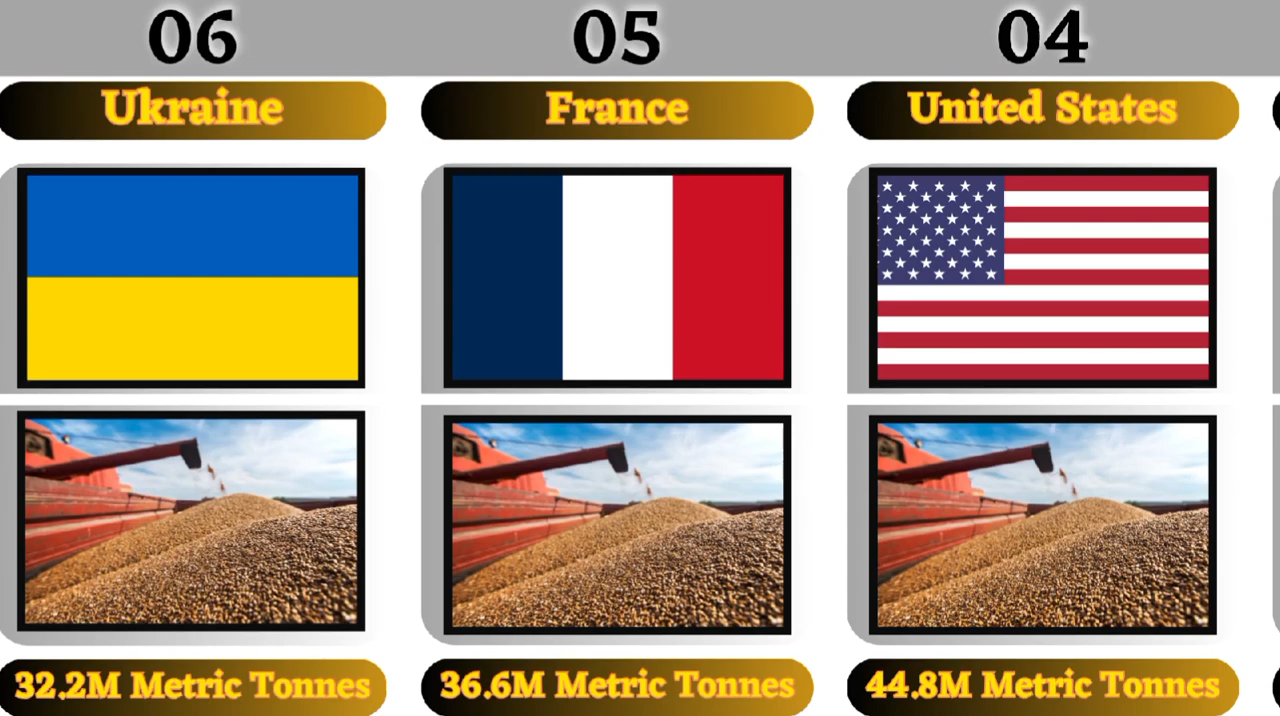 06
05
04
Ukraine
France
United States
32.2M Metric Tonnes
36.6M Metric Tonnes
44.8M Metric Tonnes